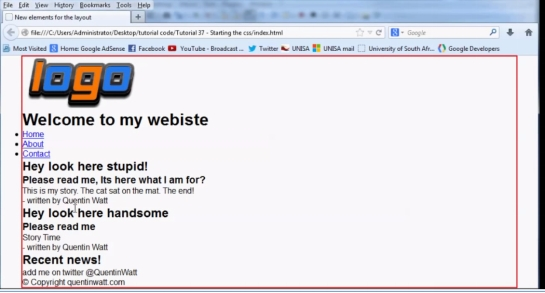 File Edit View History Bookmarks Tools Help
New elements for the layout
file:///C:/Users/Administrator/Desktop/tutorial code/Tutorial 37 - Starting the css/index.html
Google
Most Visited Home: Google AdSense Facebook YouTube - Broadcast ... Twitter UNISA UNISA mail University of South Afr... Google Developers
logo
Welcome to my webiste
Home
About
Contact
Hey look here stupid!
Please read me, Its here what I am for?
This is my story. The cat sat on the mat. The end!
- written by Quentin Watt
Hey look here handsome
Please read me
Story Time
- written by Quentin Watt
Recent news!
add me on twitter @QuentinWatt
© Copyright quentinwatt.com